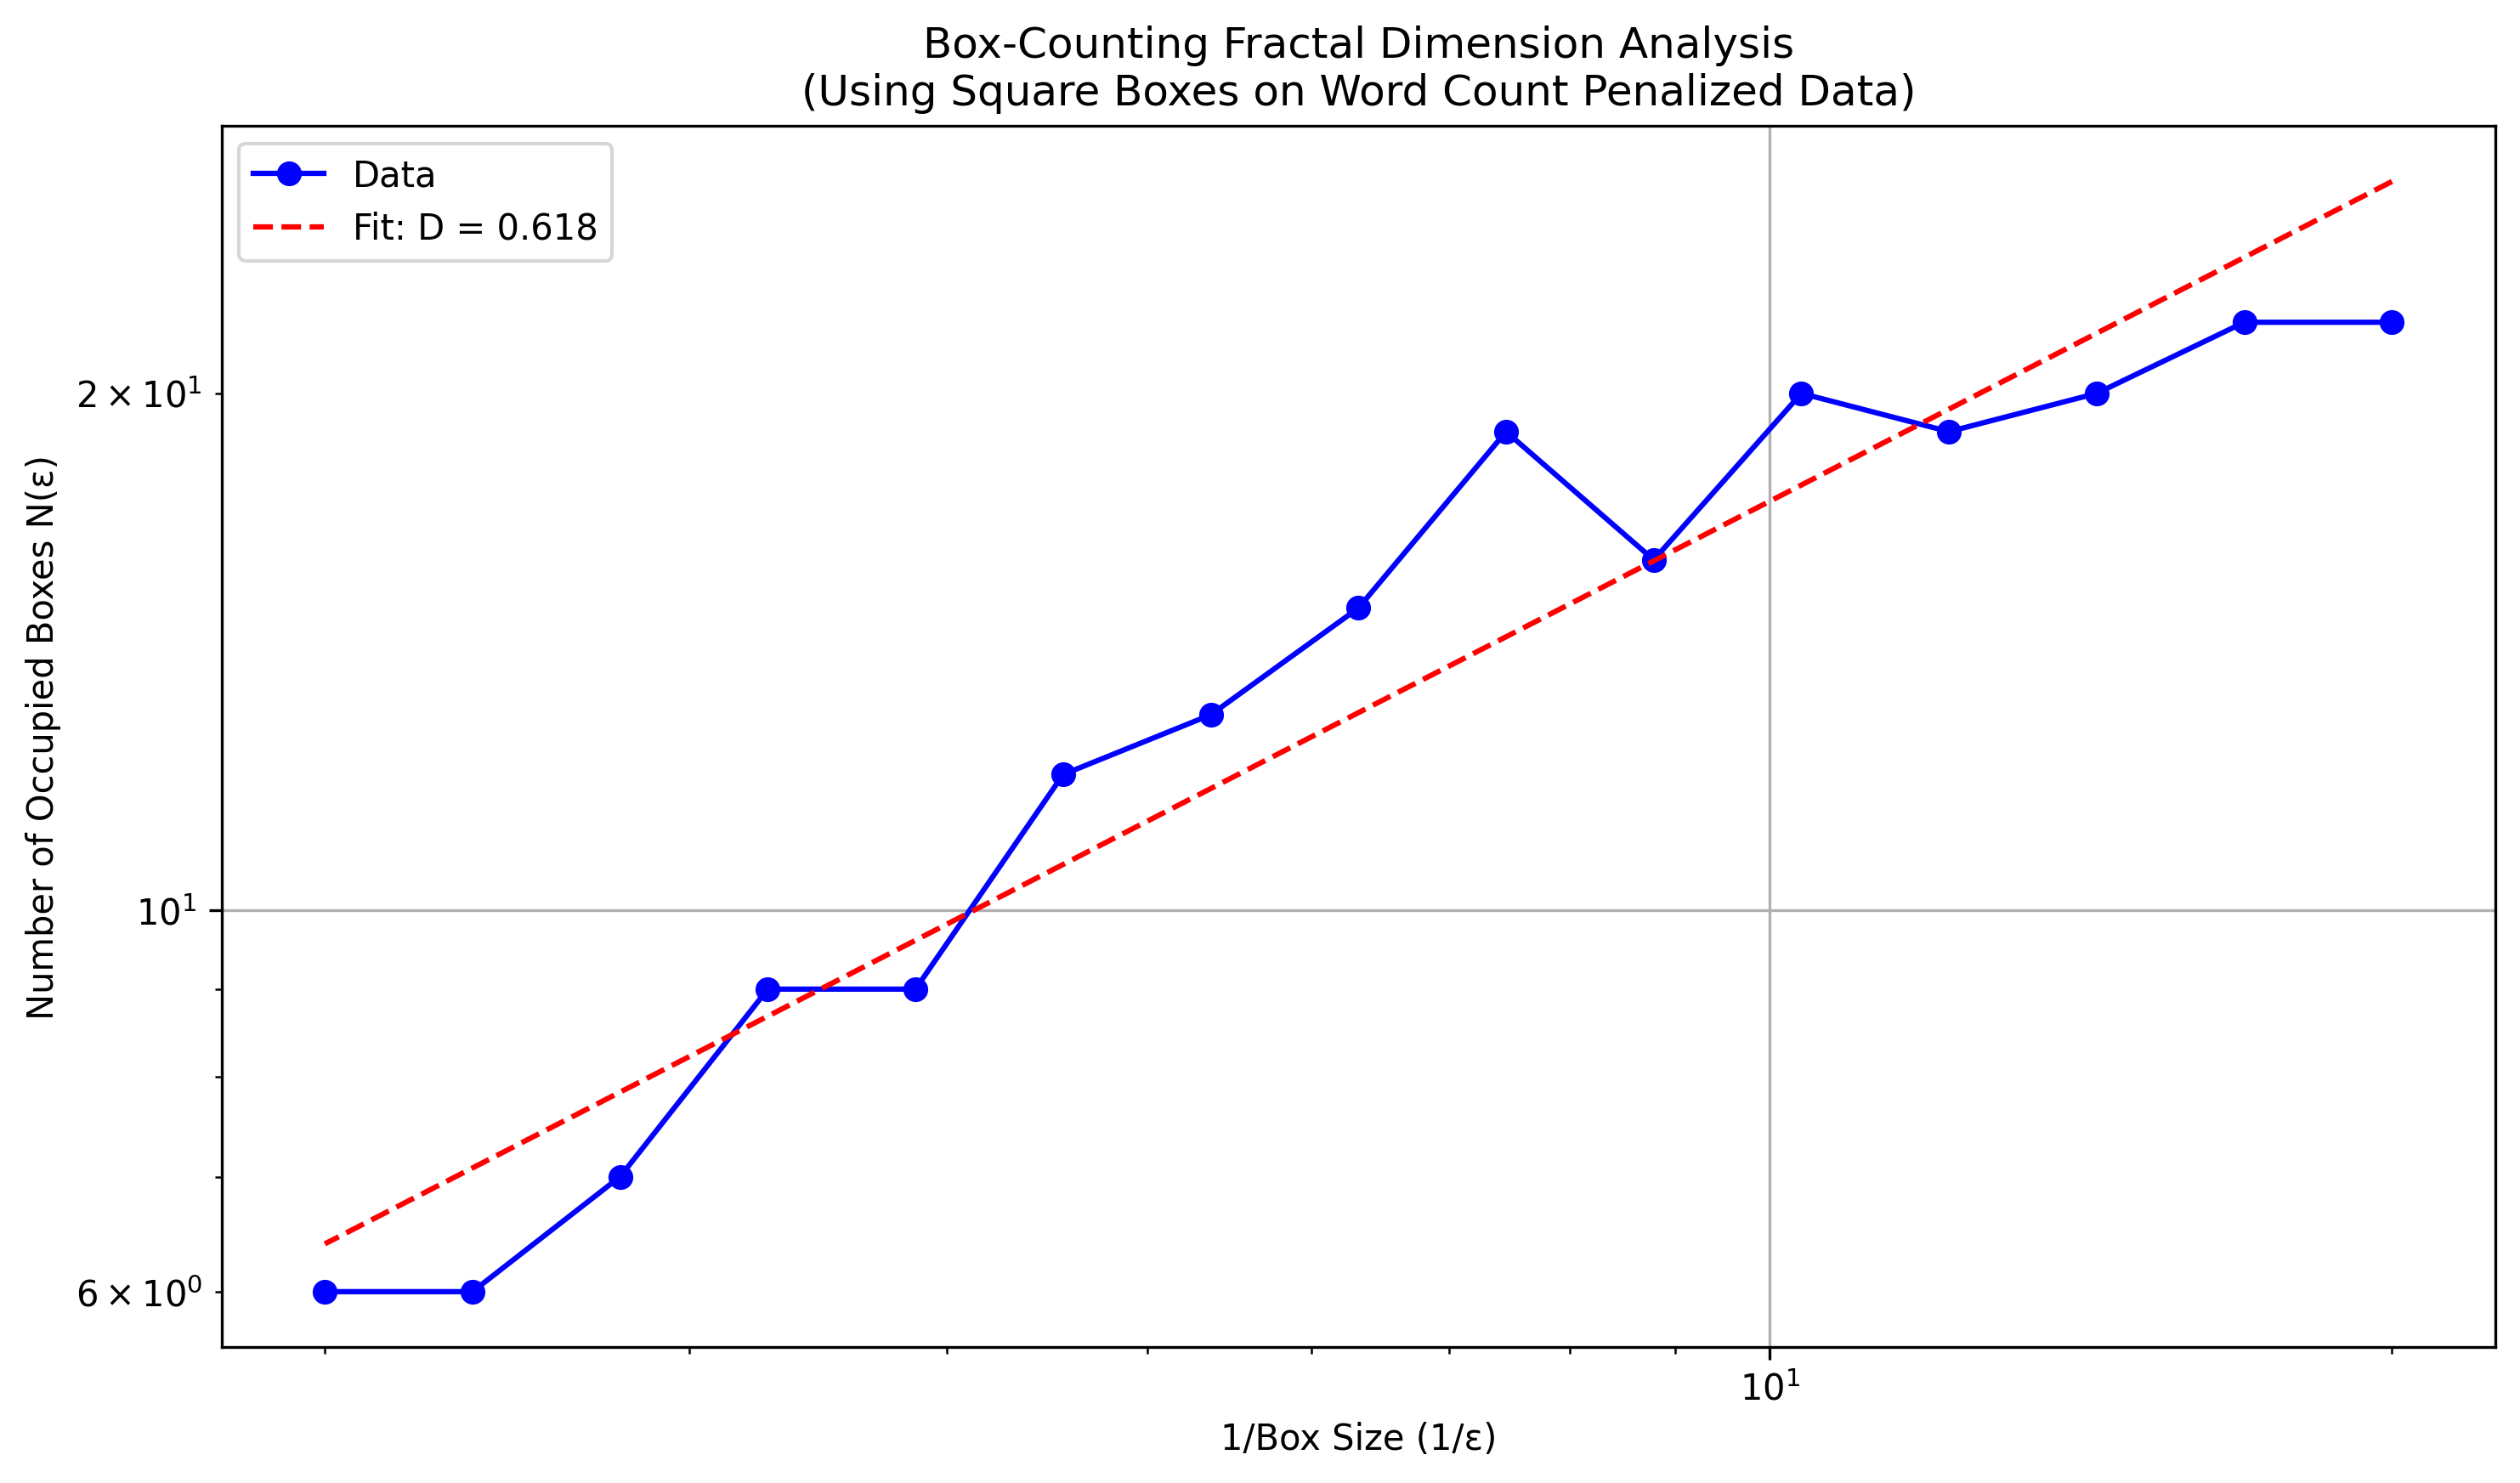 Box-Counting Fractal Dimension Analysis
(Using Square Boxes on Word Count Penalized Data)
Data
Fit: D = 0.618
Number of Occupied Boxes N(ε)
2 × 10¹
10¹
6 × 10⁰
10¹
1/Box Size (1/ε)